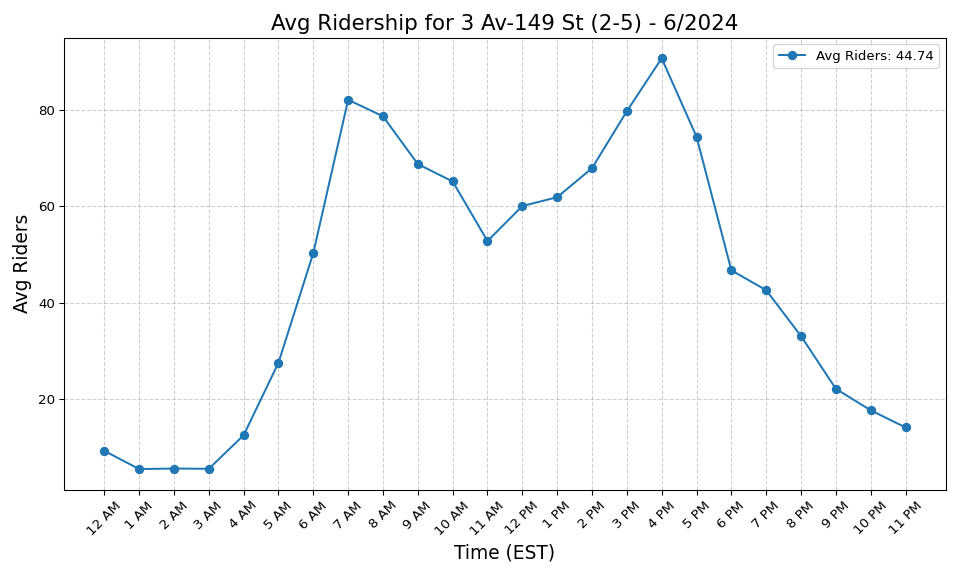 Avg Ridership for 3 Av-149 St (2-5) - 6/2024
Avg Riders: 44.74
Avg Riders
80
60
40
20
12 AM
1 AM
2 AM
3 AM
4 AM
5 AM
6 AM
7 AM
8 AM
9 AM
10 AM
11 AM
12 PM
1 PM
2 PM
3 PM
4 PM
5 PM
6 PM
7 PM
8 PM
9 PM
10 PM
11 PM
Time (EST)